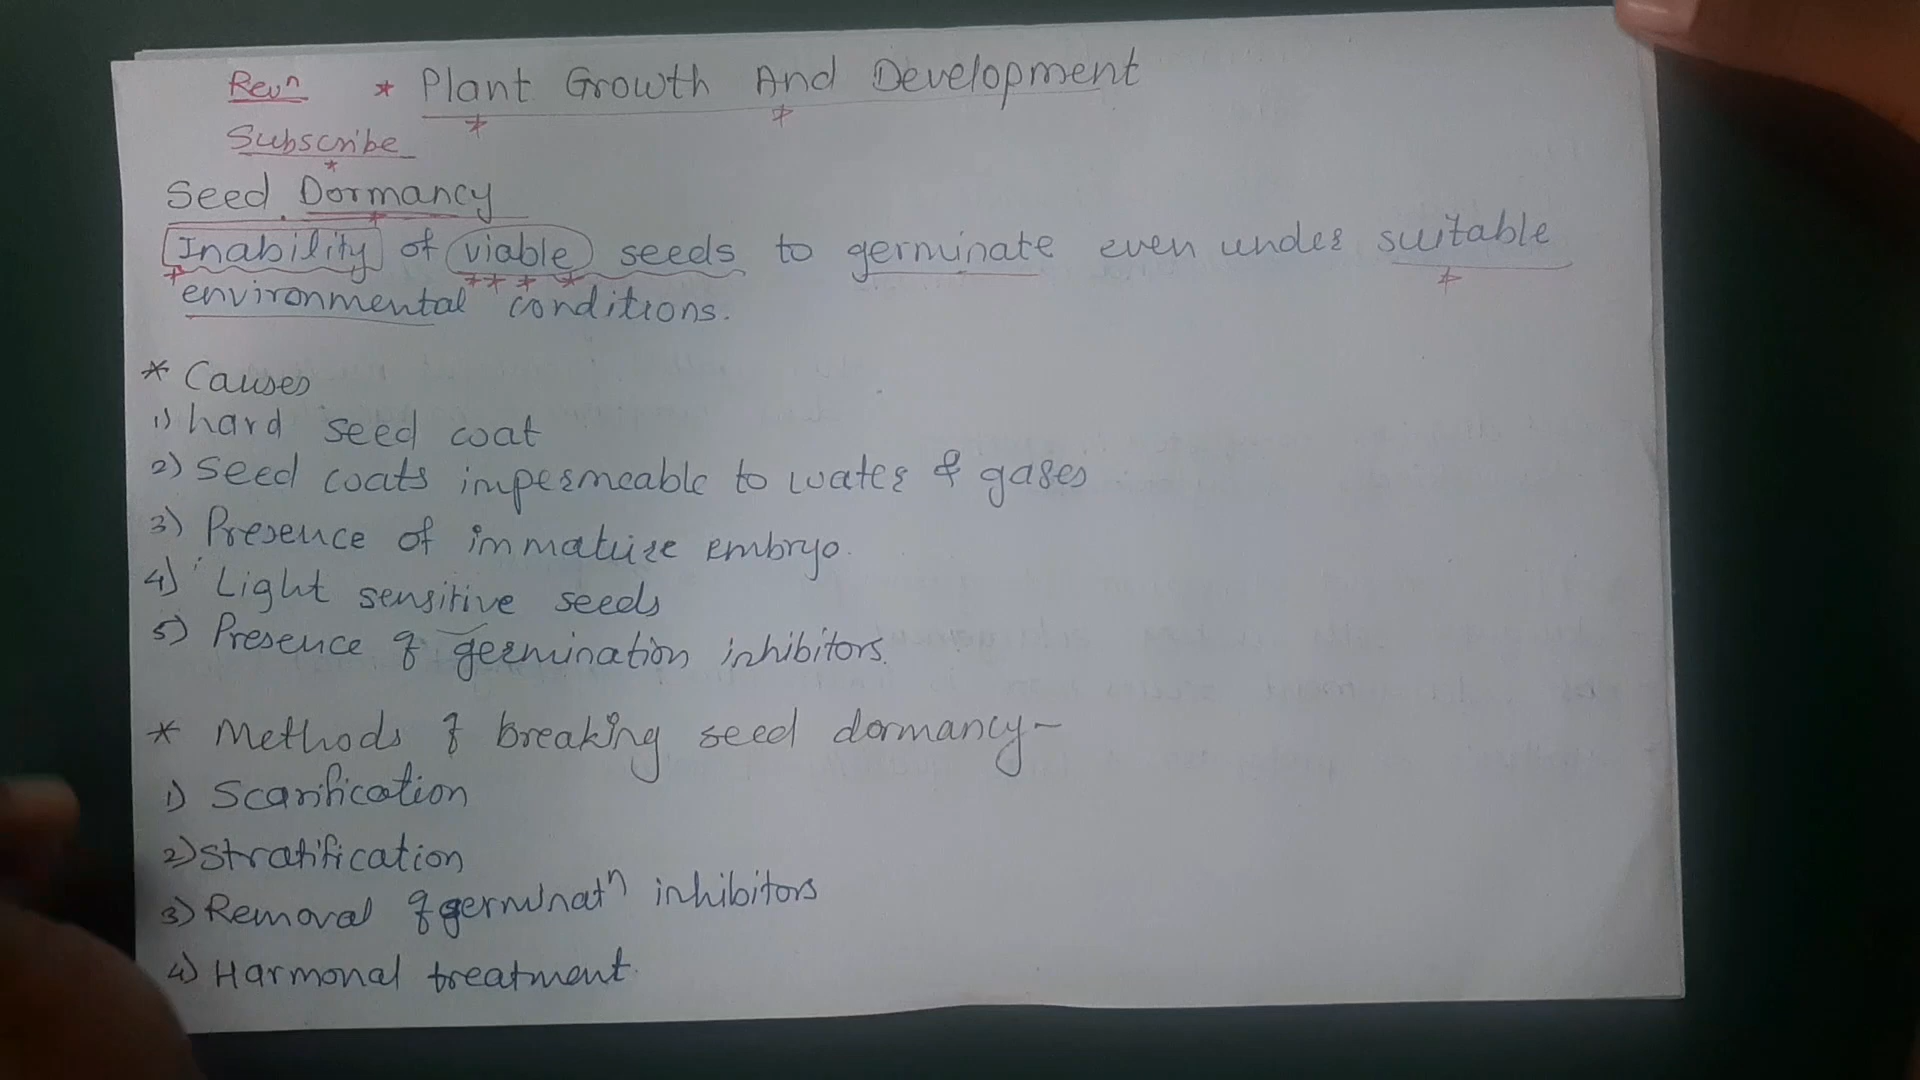 Revn * Plant Growth And Development
Subscribe
Seed Dormancy
Inability of viable seeds to germinate even under suitable
environmental conditions.
* Causes
1) hard seed coat
2) Seed coats impermeable to water & gases
3) Presence of immature embryo.
4) Light sensitive seeds
5) Presence of germination inhibitors.
* Methods of breaking seed dormancy-
1) Scarification
2) Stratification
3) Removal of germinatn inhibitors
4) Harmonal treatment.